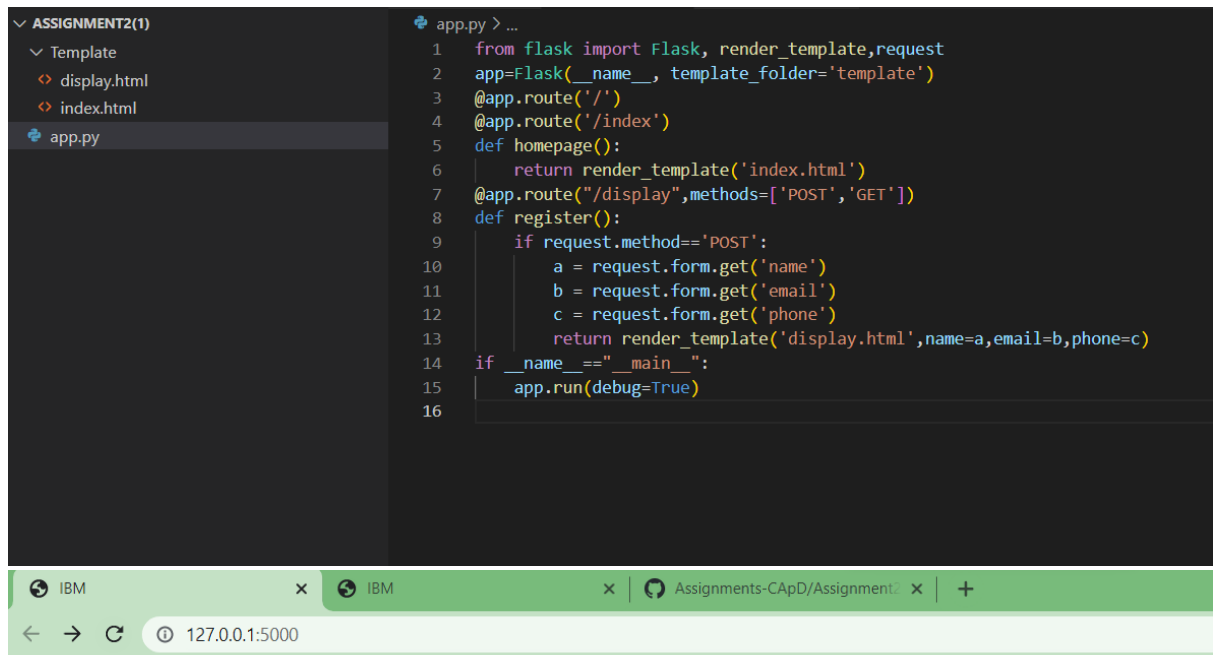 ASSIGNMENT2(1)
Template
display.html
index.html
app.py
app.py > ...
1 from flask import Flask, render_template,request
2 app=Flask(__name__, template_folder='template')
3 @app.route('/')
4 @app.route('/index')
5 def homepage():
6     return render_template('index.html')
7 @app.route("/display",methods=['POST','GET'])
8 def register():
9     if request.method=='POST':
10         a = request.form.get('name')
11         b = request.form.get('email')
12         c = request.form.get('phone')
13         return render_template('display.html',name=a,email=b,phone=c)
14 if __name__=="__main__":
15     app.run(debug=True)
16
IBM IBM Assignments-CApD/Assignment2
127.0.0.1:5000